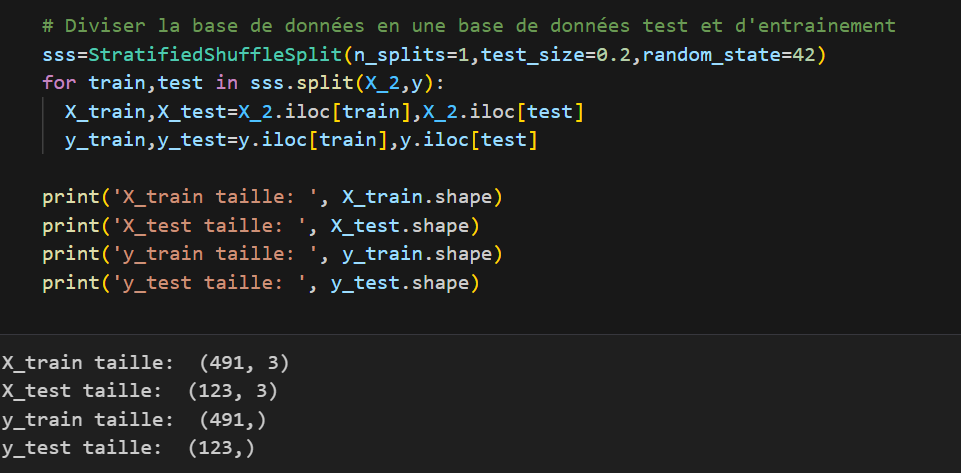 # Diviser la base de données en une base de données test et d'entrainement
sss=StratifiedShuffleSplit(n_splits=1,test_size=0.2,random_state=42)
for train,test in sss.split(X_2,y):
  X_train,X_test=X_2.iloc[train],X_2.iloc[test]
  y_train,y_test=y.iloc[train],y.iloc[test]

print('X_train taille: ', X_train.shape)
print('X_test taille: ', X_test.shape)
print('y_train taille: ', y_train.shape)
print('y_test taille: ', y_test.shape)

X_train taille:  (491, 3)
X_test taille:  (123, 3)
y_train taille:  (491,)
y_test taille:  (123,)